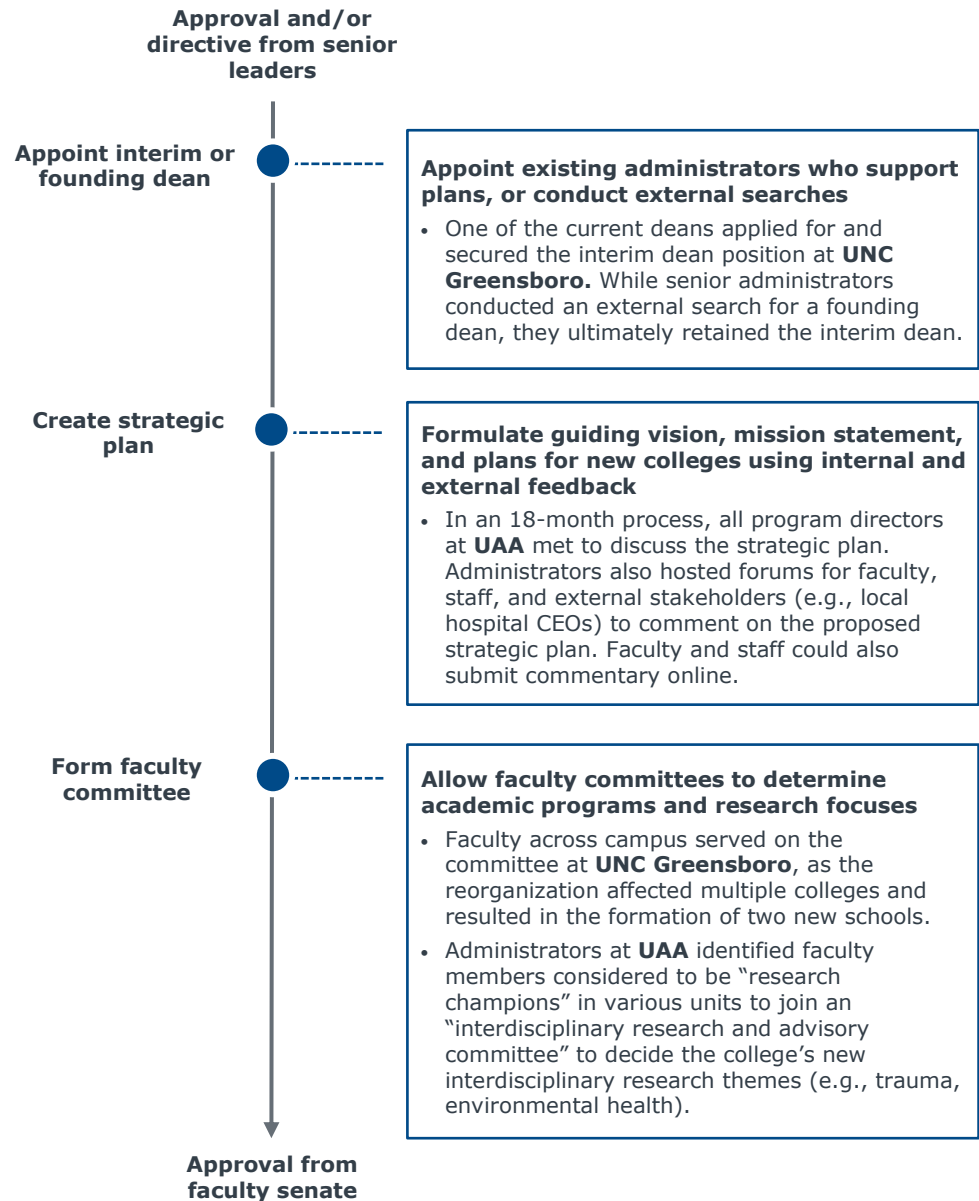 Approval and/or
directive from senior
leaders
Appoint interim or
founding dean
Appoint existing administrators who support
plans, or conduct external searches
• One of the current deans applied for and
secured the interim dean position at UNC
Greensboro. While senior administrators
conducted an external search for a founding
dean, they ultimately retained the interim dean.
Create strategic
plan
Formulate guiding vision, mission statement,
and plans for new colleges using internal and
external feedback
• In an 18-month process, all program directors
at UAA met to discuss the strategic plan.
Administrators also hosted forums for faculty,
staff, and external stakeholders (e.g., local
hospital CEOs) to comment on the proposed
strategic plan. Faculty and staff could also
submit commentary online.
Form faculty
committee
Allow faculty committees to determine
academic programs and research focuses
• Faculty across campus served on the
committee at UNC Greensboro, as the
reorganization affected multiple colleges and
resulted in the formation of two new schools.
• Administrators at UAA identified faculty
members considered to be “research
champions” in various units to join an
“interdisciplinary research and advisory
committee” to decide the college’s new
interdisciplinary research themes (e.g., trauma,
environmental health).
Approval from
faculty senate